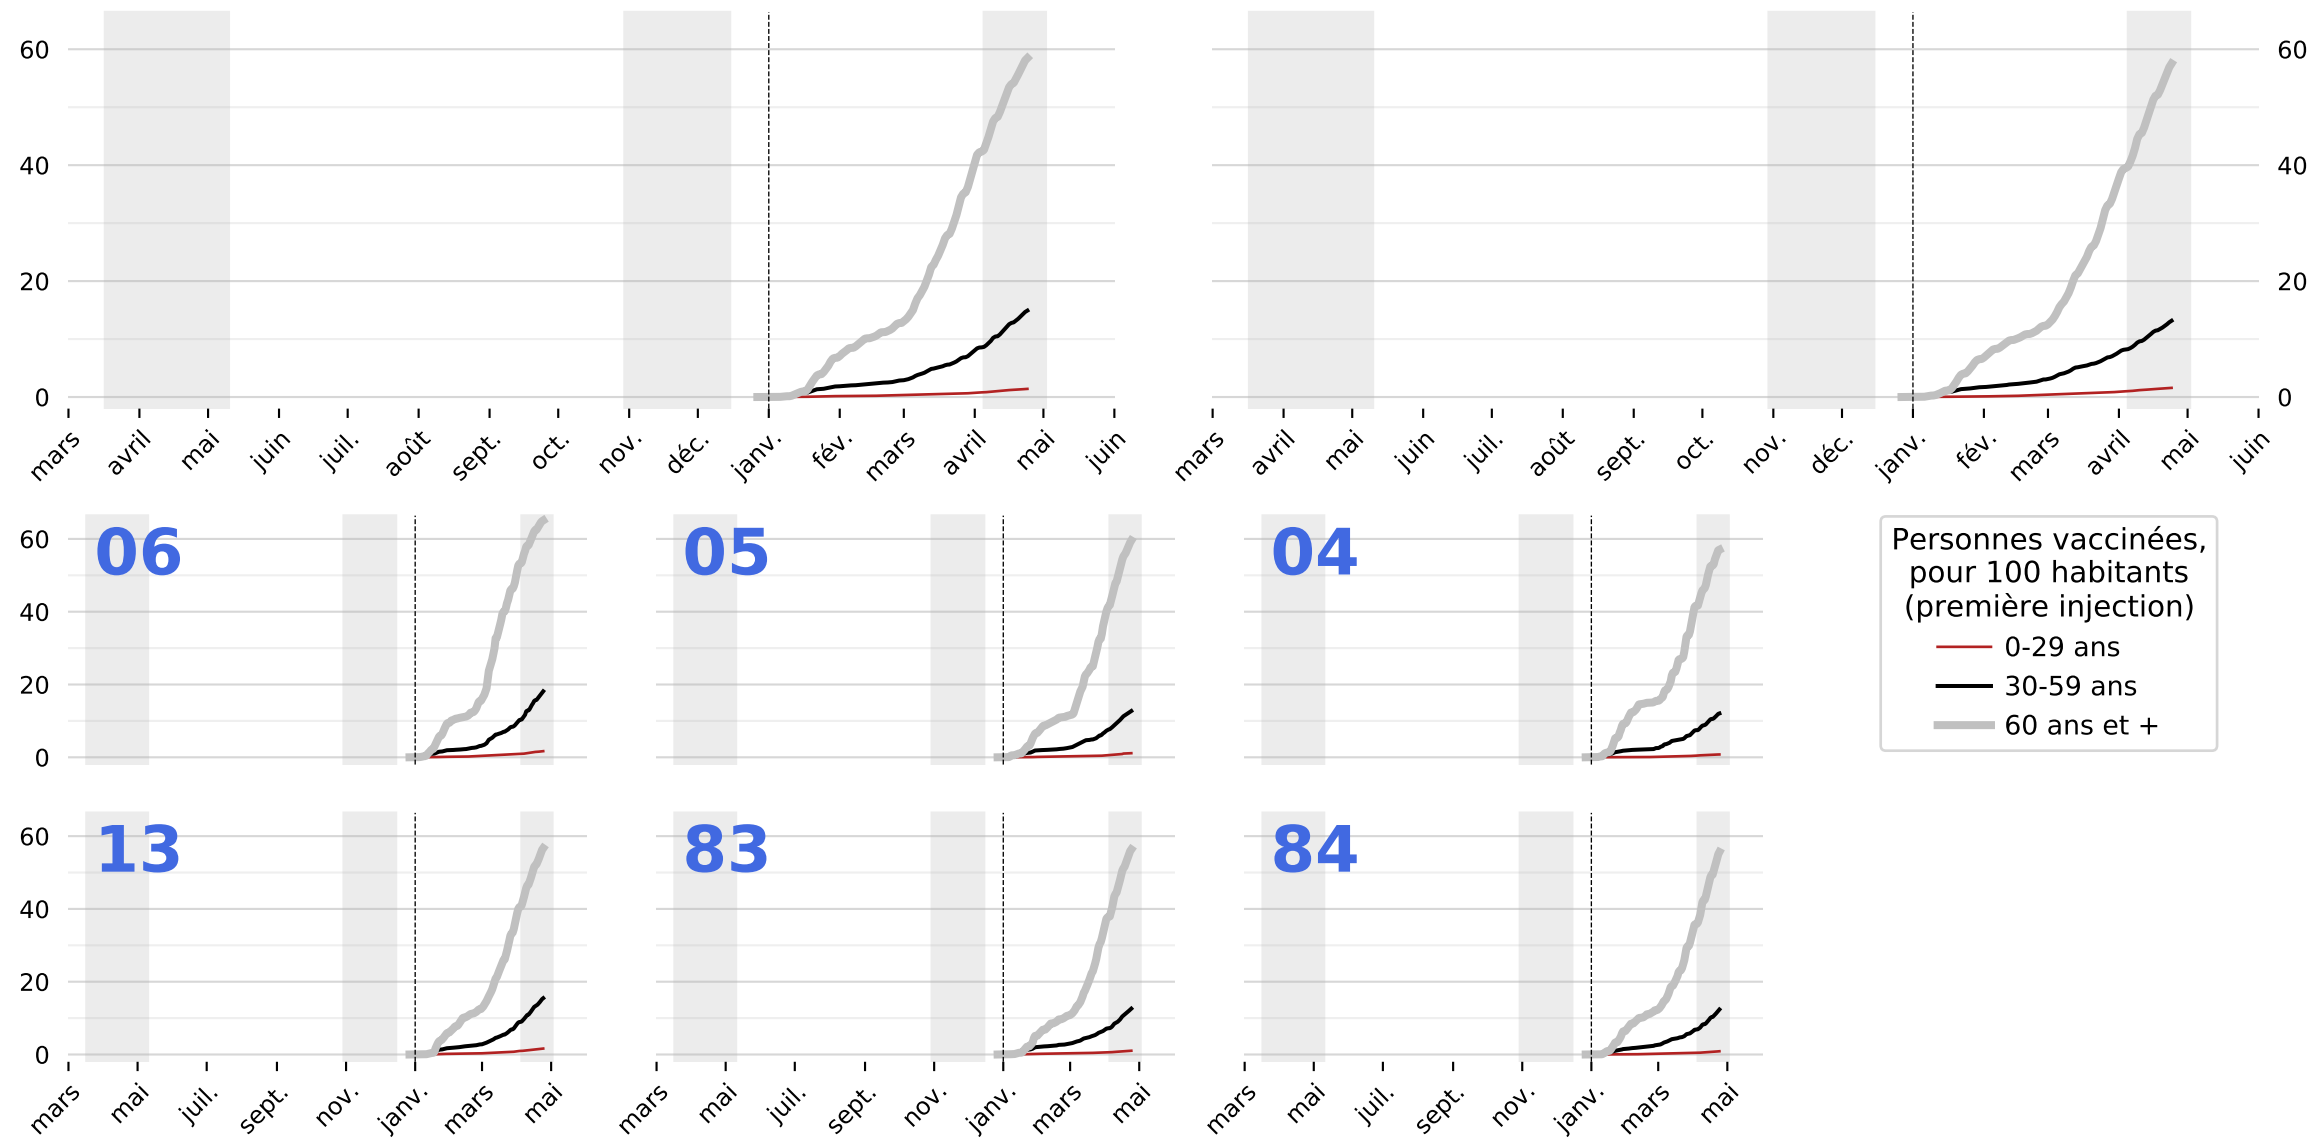 60
40
20
0
mars avril mai juin juil. août sept. oct. nov. déc. janv. fév. mars avril mai juin
60
40
20
0
mars avril mai juin juil. août sept. oct. nov. déc. janv. fév. mars avril mai juin
06
60
40
20
0
05
04
Personnes vaccinées,
pour 100 habitants
(première injection)
0-29 ans
30-59 ans
60 ans et +
13
60
40
20
0
mars mai juil. sept. nov. janv. mars mai
83
mars mai juil. sept. nov. janv. mars mai
84
mars mai juil. sept. nov. janv. mars mai